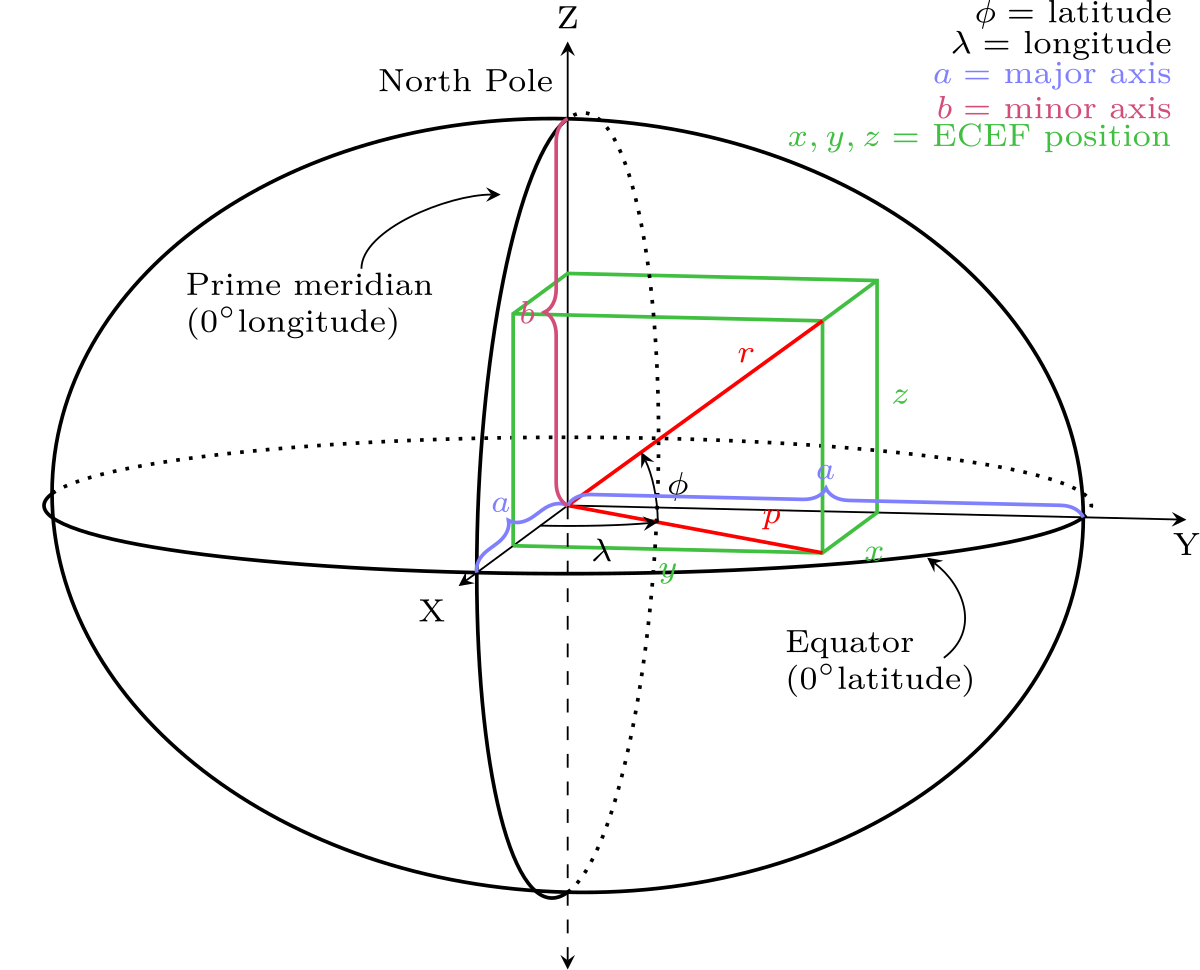 Z
North Pole
ϕ = latitude
λ = longitude
a = major axis
b = minor axis
x, y, z = ECEF position
Prime meridian
(0° longitude)
b
r
z
a
a
ϕ
p
λ
x
y
Y
X
Equator
(0° latitude)